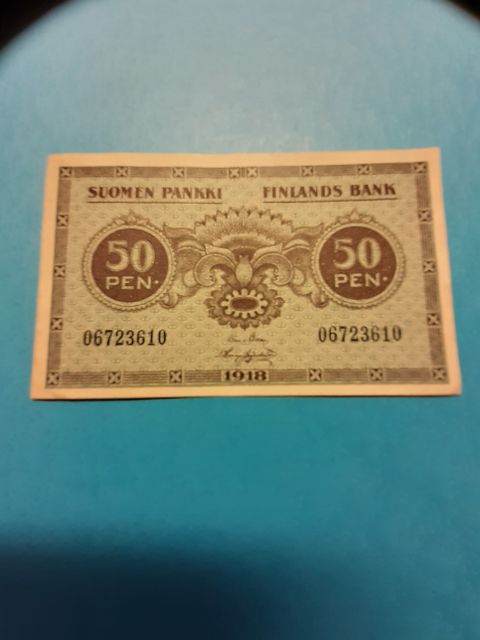 SUOMEN PANKKI FINLANDS BANK
50 PEN. 50 PEN.
06723610 06723610
1918